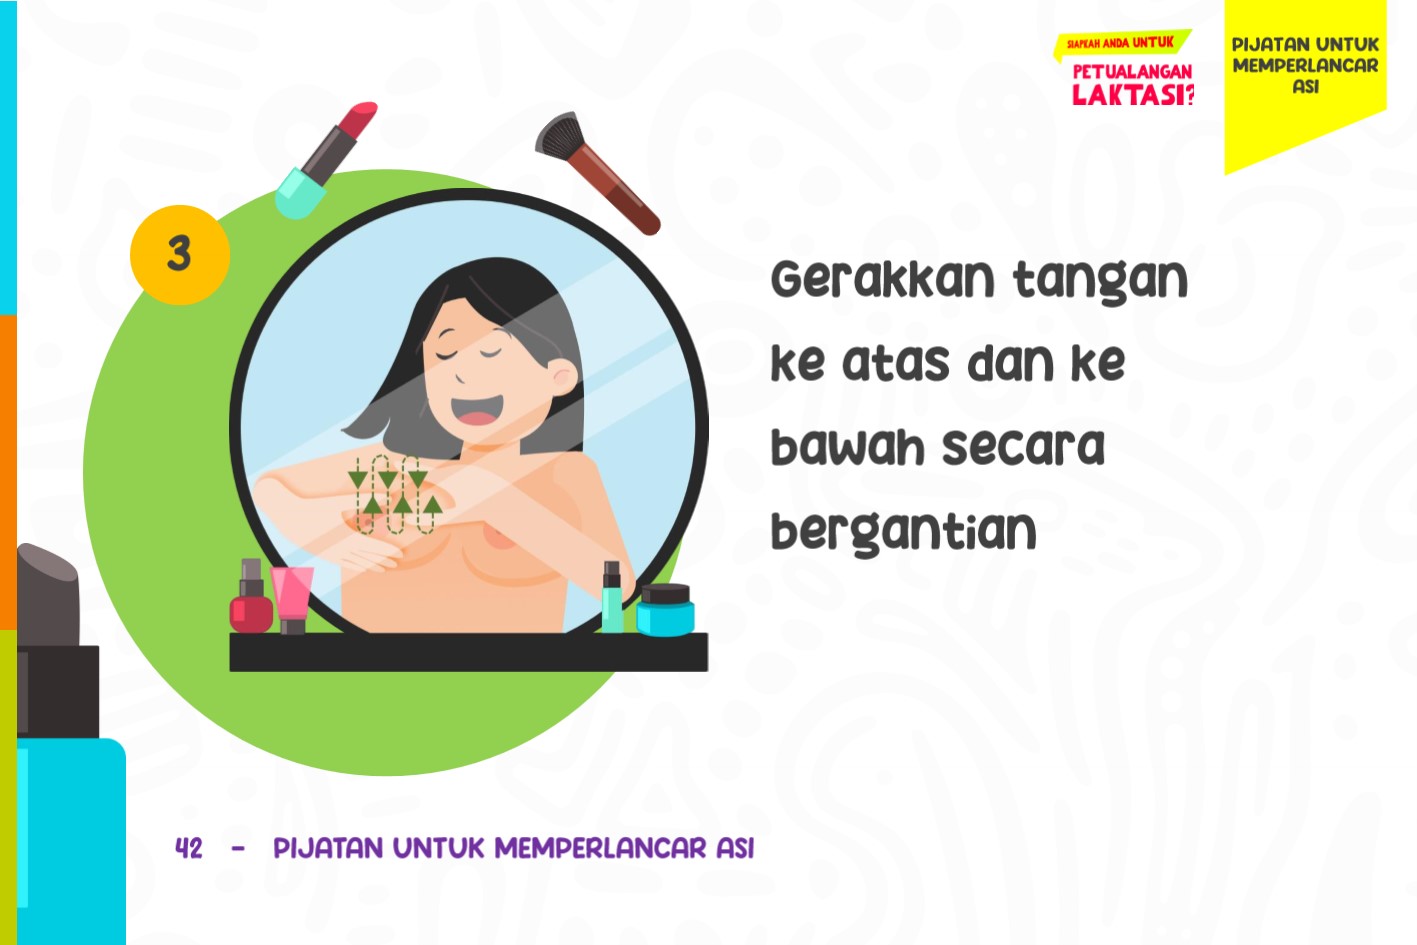 SIAPKAH ANDA UNTUK
PETUALANGAN
LAKTASI?
PIJATAN UNTUK
MEMPERLANCAR
ASI
3
Gerakkan tangan
ke atas dan ke
bawah secara
bergantian
42 - PIJATAN UNTUK MEMPERLANCAR ASI